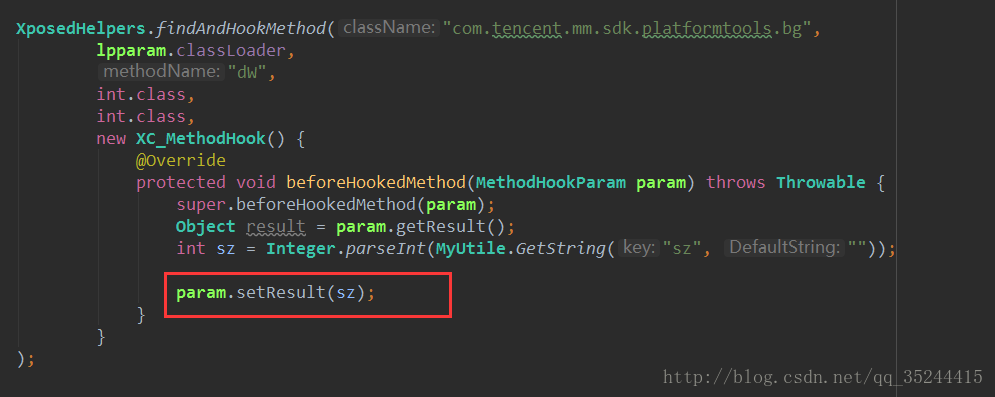 XposedHelpers.findAndHookMethod( className: "com.tencent.mm.sdk.platformtools.bg",
lpparam.classLoader,
methodName: "dW",
int.class,
int.class,
new XC_MethodHook() {
@Override
protected void beforeHookedMethod(MethodHookParam param) throws Throwable {
super.beforeHookedMethod(param);
Object result = param.getResult();
int sz = Integer.parseInt(MyUtile.GetString( key: "sz", DefaultString: ""));
param.setResult(sz);
}
}
);
http://blog.csdn.net/qq_35244415